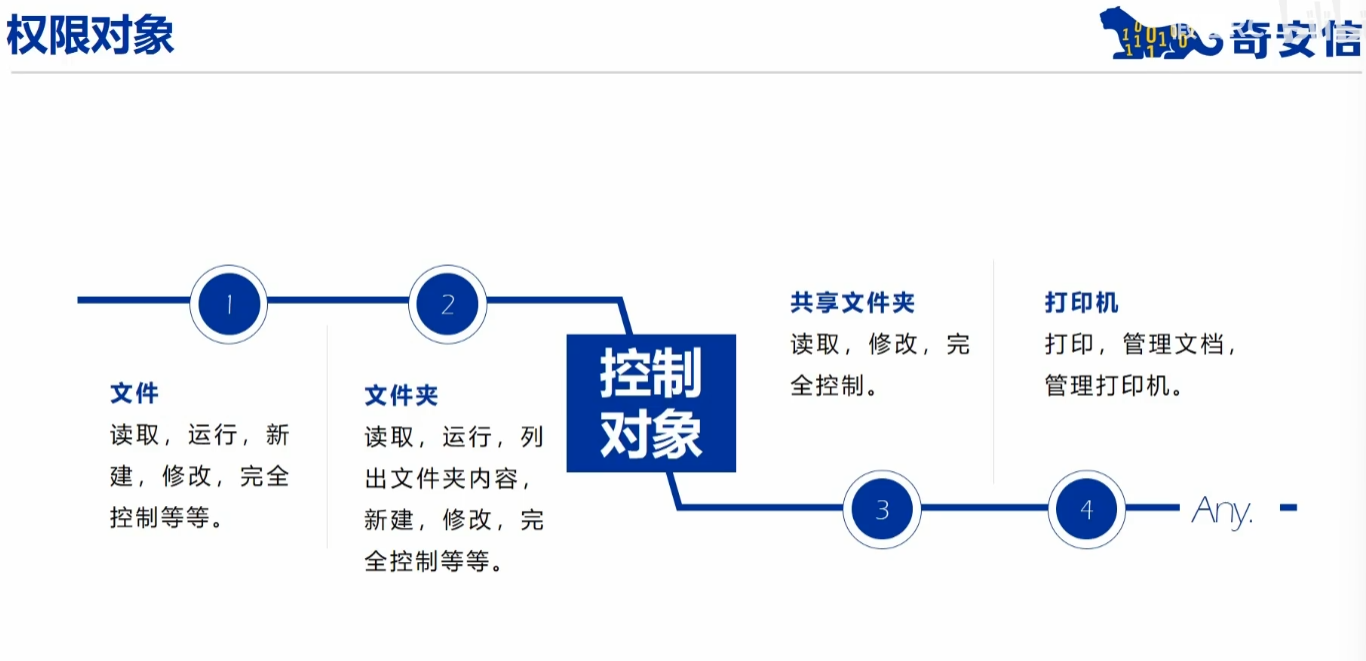 权限对象
奇安信
1
2
文件
读取，运行，新
建，修改，完全
控制等等。
文件夹
读取，运行，列
出文件夹内容，
新建，修改，完
全控制等等。
控制
对象
共享文件夹
读取，修改，完
全控制。
打印机
打印，管理文档，
管理打印机。
3
4
Any.